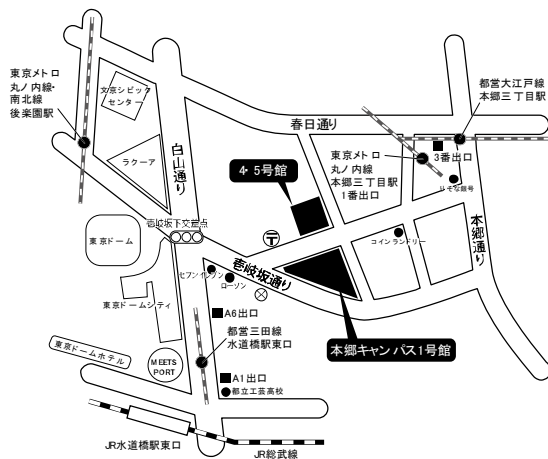 東京メトロ
丸ノ内線・
南北線
後楽園駅
文京シビック
センター
ラクーア
白山通り
春日通り
都営大江戸線
本郷三丁目駅
3番出口
東京メトロ
丸ノ内線
本郷三丁目駅
1番出口
りそな銀号
4・5号館
本郷通り
コインランドリー
壱岐坂下交差点
東京ドーム
セブンイレブン
ローソン
壱岐坂通り
東京ドームシティ
A6出口
都営三田線
水道橋駅東口
本郷キャンパス1号館
東京ドームホテル
MEETS
PORT
A1出口
都立工芸高校
JR水道橋駅東口
JR総武線